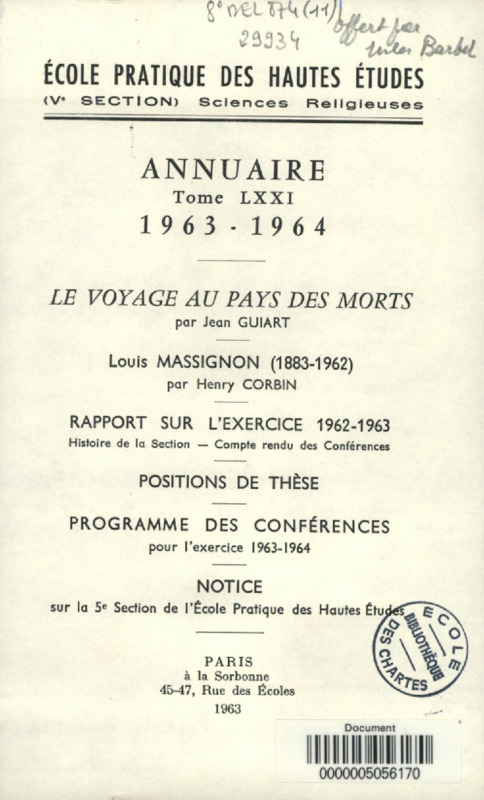 8° DEL 874 (11)
29934
offert par
Jules Barbel
ÉCOLE PRATIQUE DES HAUTES ÉTUDES
(Vᵉ SECTION) Sciences Religieuses
ANNUAIRE
Tome LXXI
1963 - 1964
LE VOYAGE AU PAYS DES MORTS
par Jean GUIART
Louis MASSIGNON (1883-1962)
par Henry CORBIN
RAPPORT SUR L'EXERCICE 1962-1963
Histoire de la Section — Compte rendu des Conférences
POSITIONS DE THÈSE
PROGRAMME DES CONFÉRENCES
pour l'exercice 1963-1964
NOTICE
sur la 5ᵉ Section de l'École Pratique des Hautes Études
ÉCOLE
DES CHARTES
BIBLIOTHÈQUE
PARIS
à la Sorbonne
45-47, Rue des Écoles
1963
Document
0000005056170